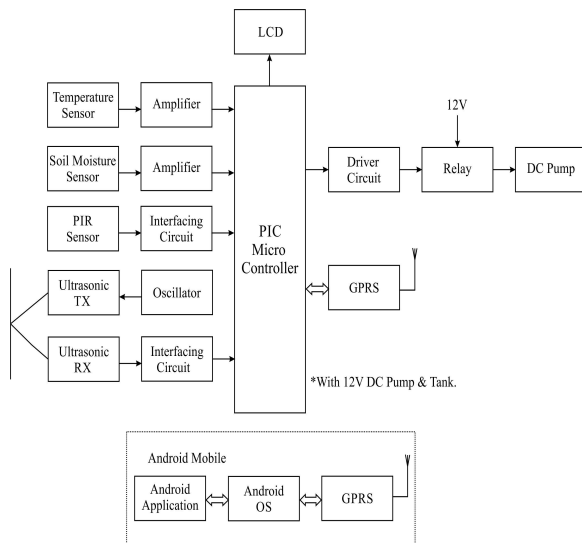 LCD
Temperature
Sensor
Amplifier
12V
Soil Moisture
Sensor
Amplifier
Driver
Circuit
Relay
DC Pump
PIR
Sensor
Interfacing
Circuit
PIC
Micro
Controller
Ultrasonic
TX
Oscillator
GPRS
Ultrasonic
RX
Interfacing
Circuit
*With 12V DC Pump & Tank.
Android Mobile
Android
Application
Android
OS
GPRS